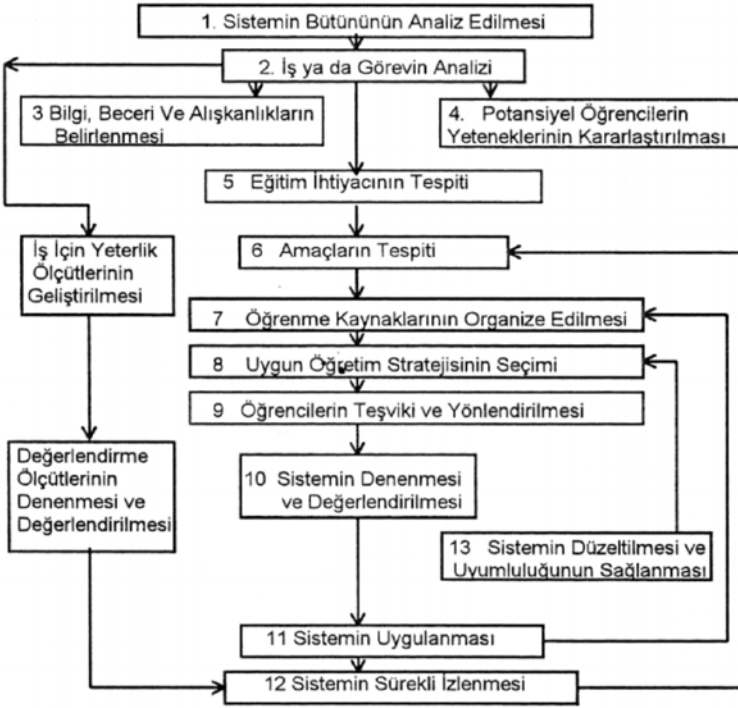 1. Sistemin Bütününün Analiz Edilmesi
2. İş ya da Görevin Analizi
3 Bilgi, Beceri Ve Alışkanlıkların
Belirlenmesi
4. Potansiyel Öğrencilerin
Yeteneklerinin Kararlaştırılması
5 Eğitim İhtiyacının Tespiti
İş İçin Yeterlik
Ölçütlerinin
Geliştirilmesi
6 Amaçların Tespiti
7 Öğrenme Kaynaklarının Organize Edilmesi
8 Uygun Öğretim Stratejisinin Seçimi
9 Öğrencilerin Teşviki ve Yönlendirilmesi
Değerlendirme
Ölçütlerinin
Denenmesi ve
Değerlendirilmesi
10 Sistemin Denenmesi
ve Değerlendirilmesi
13 Sistemin Düzeltilmesi ve
Uyumluluğunun Sağlanması
11 Sistemin Uygulanması
12 Sistemin Sürekli İzlenmesi